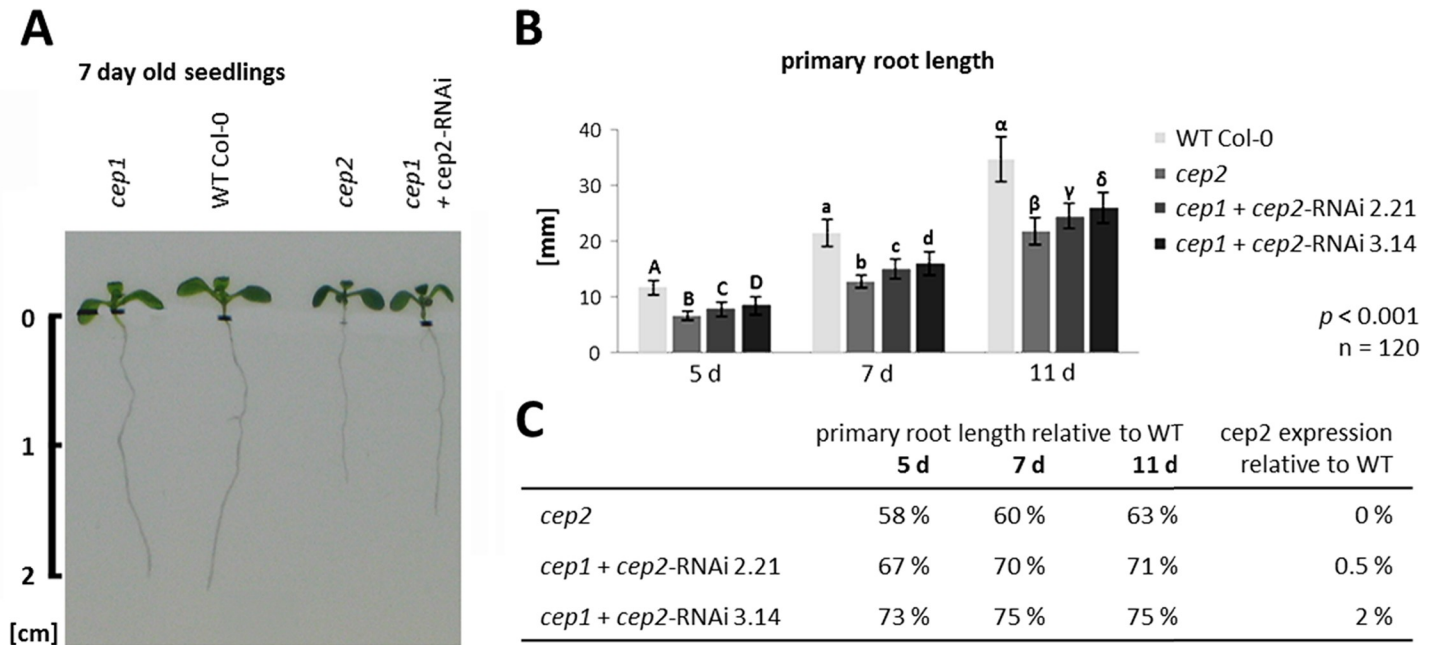 A
7 day old seedlings
cep1
WT Col-0
cep2
cep1
+ cep2-RNAi
0
1
2
[cm]
B
primary root length
[mm]
40
30
20
10
0
A
B
C
D
a
b
c
d
α
β
γ
δ
5 d
7 d
11 d
WT Col-0
cep2
cep1 + cep2-RNAi 2.21
cep1 + cep2-RNAi 3.14
p < 0.001
n = 120
C
primary root length relative to WT cep2 expression
5 d 7 d 11 d relative to WT
cep2 58 % 60 % 63 % 0 %
cep1 + cep2-RNAi 2.21 67 % 70 % 71 % 0.5 %
cep1 + cep2-RNAi 3.14 73 % 75 % 75 % 2 %